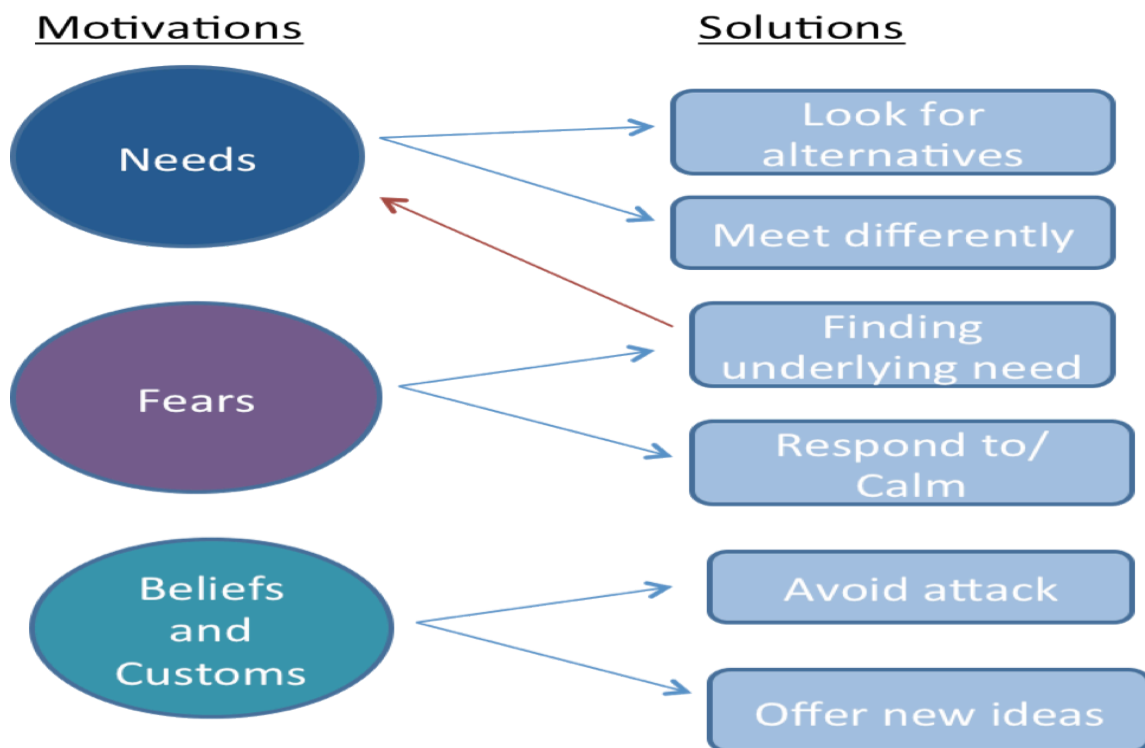 Motivations
Solutions
Needs
Look for
alternatives
Meet differently
Fears
Finding
underlying need
Respond to/
Calm
Beliefs
and
Customs
Avoid attack
Offer new ideas